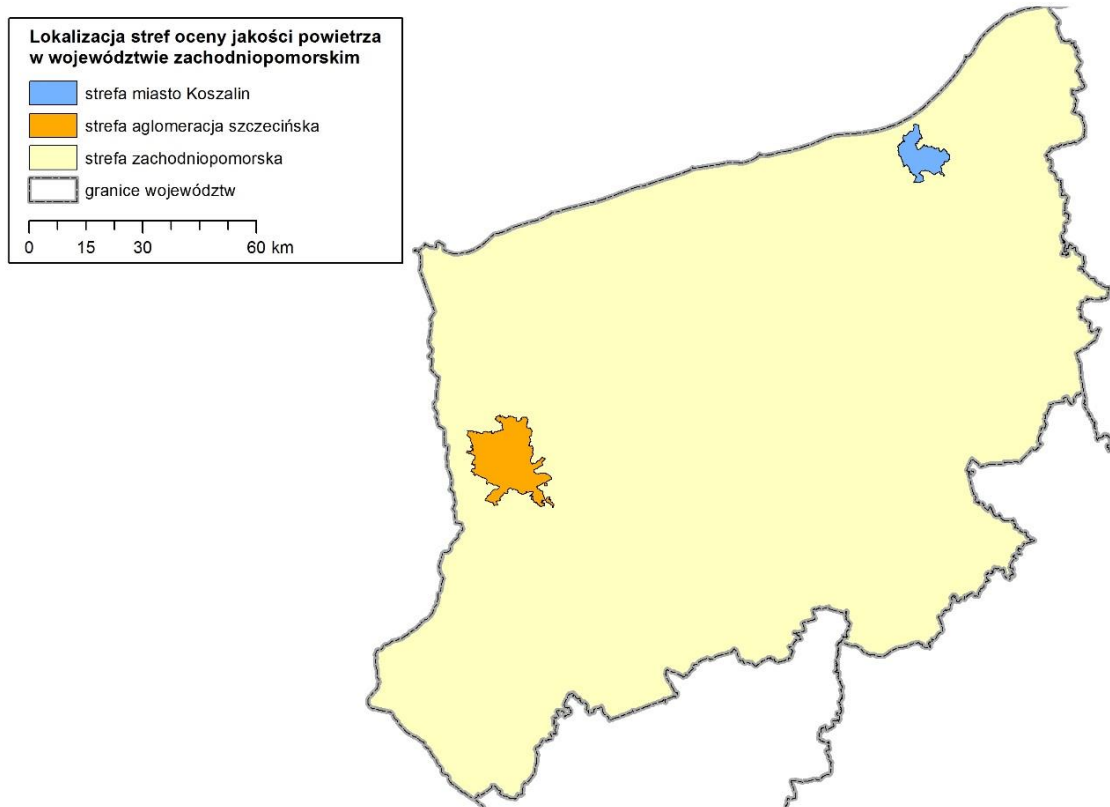 Lokalizacja stref oceny jakości powietrza
w województwie zachodniopomorskim
strefa miasto Koszalin
strefa aglomeracja szczecińska
strefa zachodniopomorska
granice województw
0 15 30 60 km